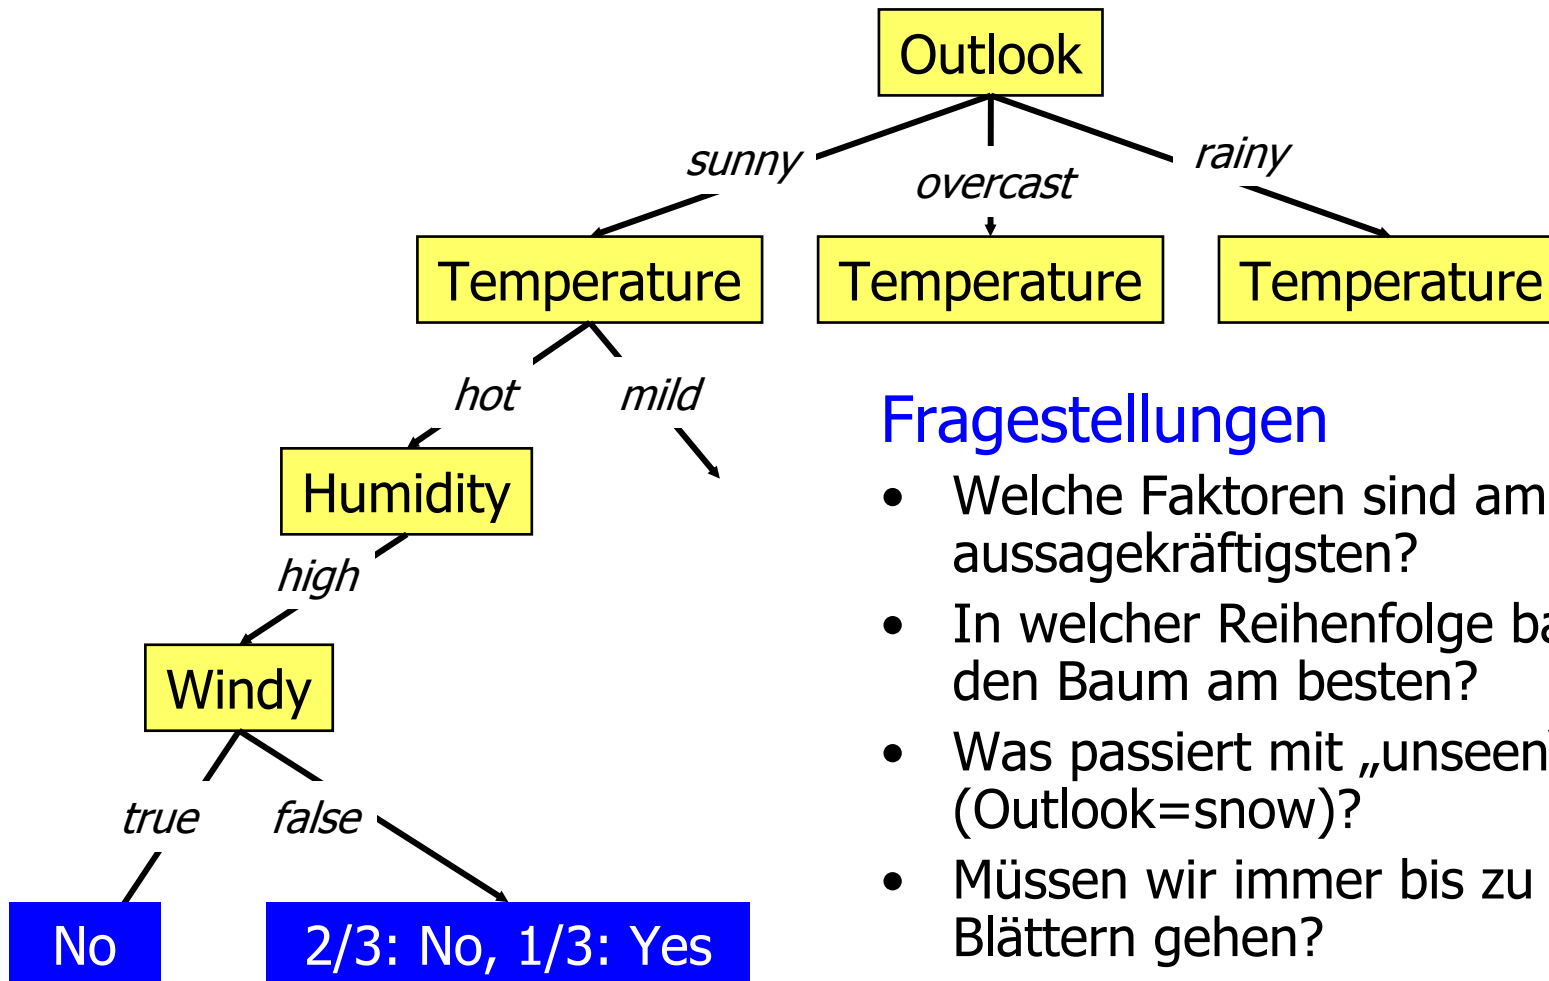 Outlook
sunny
overcast
rainy
Temperature
Temperature
Temperature
hot
mild
Humidity
high
Windy
true
false
No
2/3: No, 1/3: Yes
Fragestellungen
• Welche Faktoren sind am
aussagekräftigsten?
• In welcher Reihenfolge
den Baum am besten?
• Was passiert mit „unseen
(Outlook=snow)?
• Müssen wir immer bis zu
Blättern gehen?